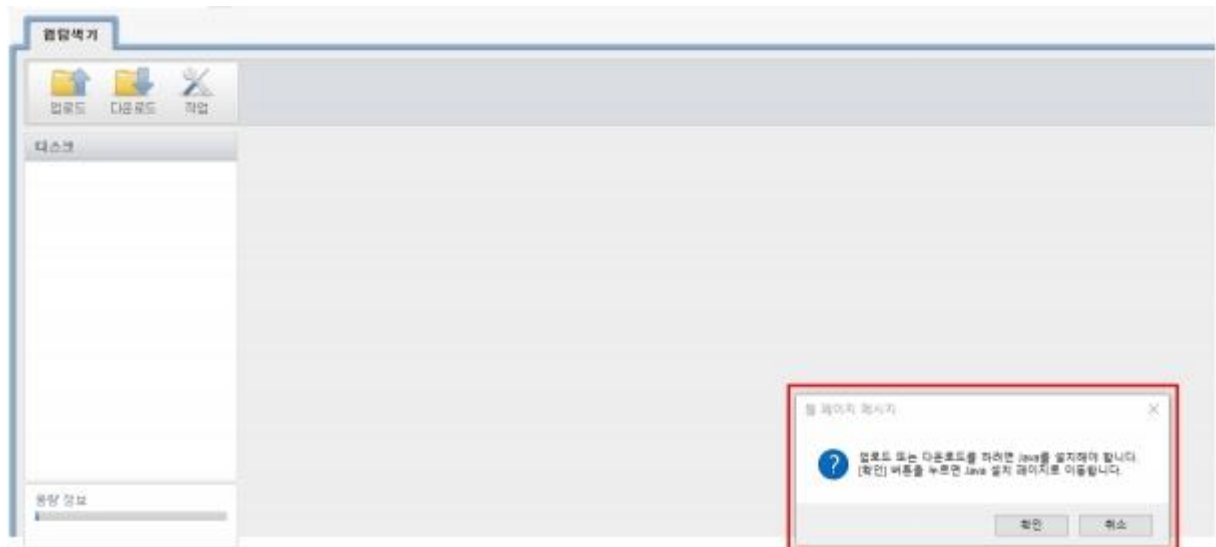 웹탐색기
업로드 다운로드 작업
디스크
용량 정보
웹 페이지 메시지
업로드 또는 다운로드를 하려면 Java를 설치해야 합니다.
[확인] 버튼을 누르면 Java 설치 페이지로 이동합니다.
확인 취소